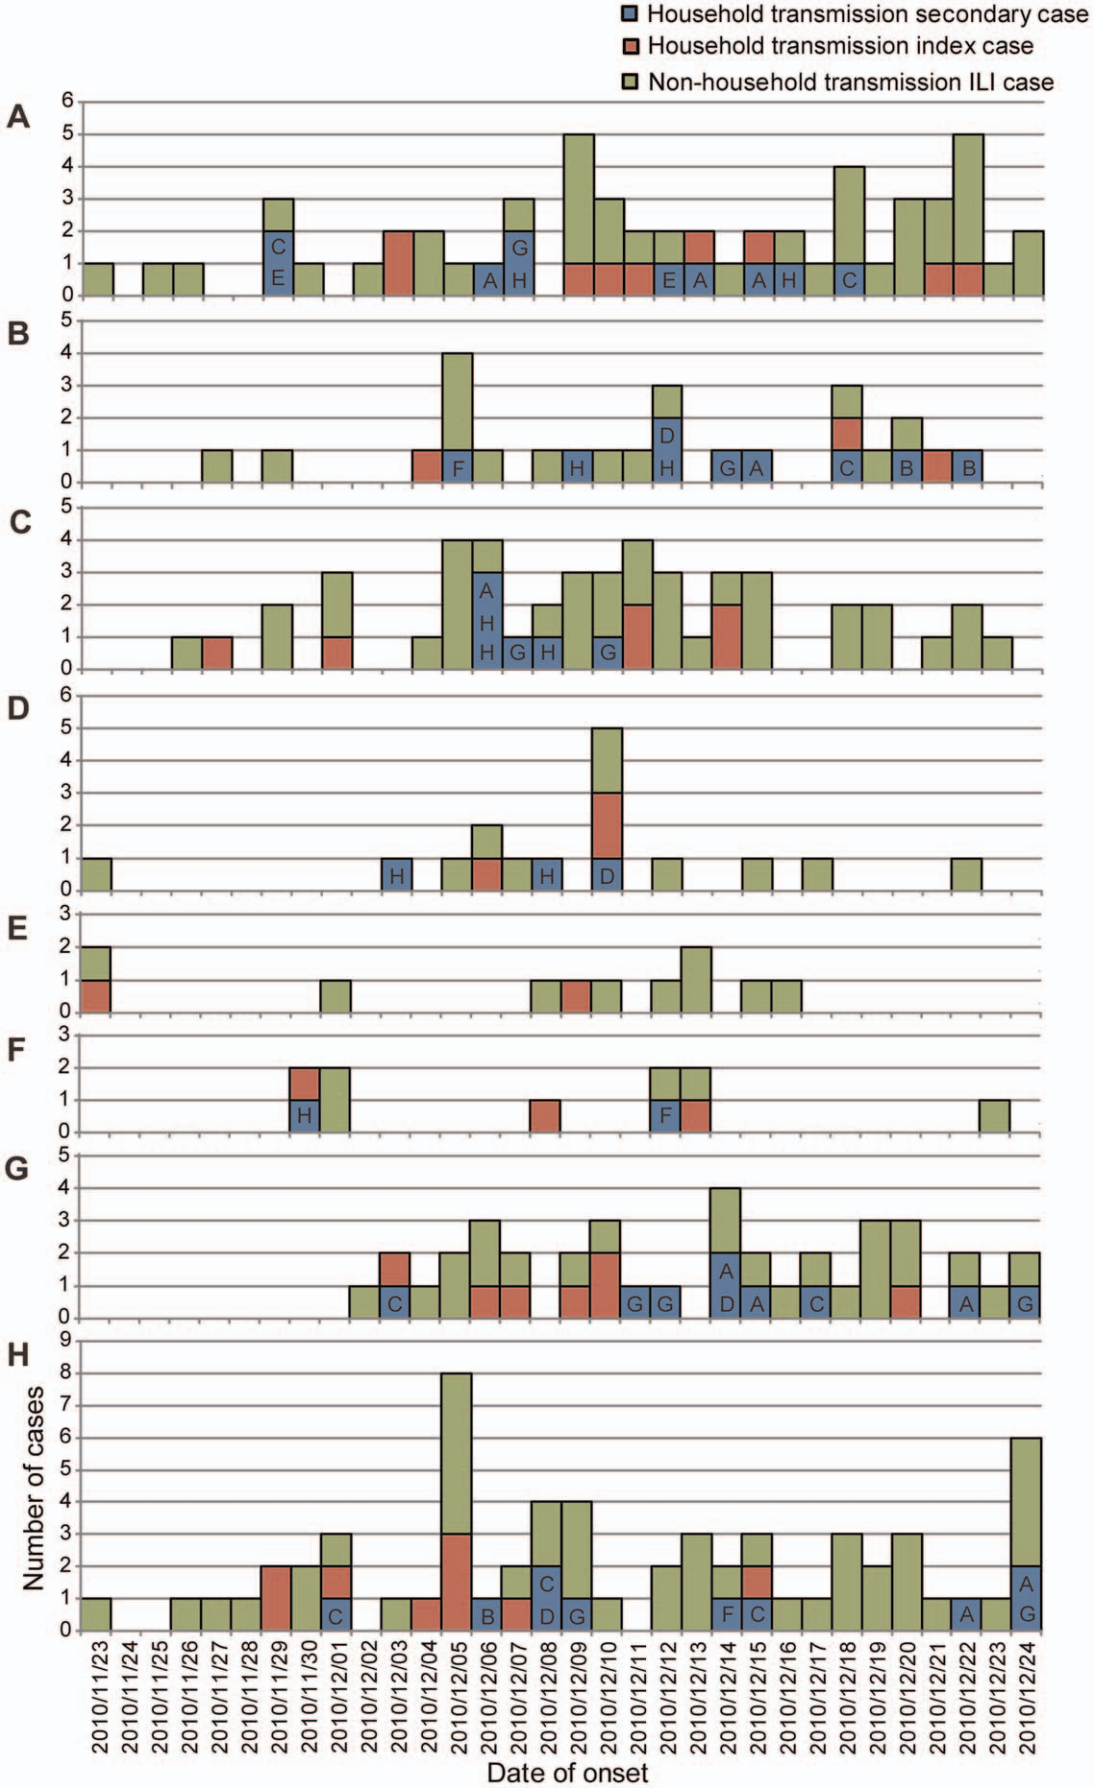 Household transmission secondary case
Household transmission index case
Non-household transmission ILI case
A
6
5
4
3
2
1
0
C
E
A
G
H
E
A
A
H
C
B
5
4
3
2
1
0
F
H
D
H
G
A
C
B
B
C
5
4
3
2
1
0
A
H
H
G
H
G
D
6
5
4
3
2
1
0
H
H
D
E
3
2
1
0
F
3
2
1
0
H
F
G
5
4
3
2
1
0
C
G
G
A
D
A
C
A
G
H
9
8
7
6
5
4
3
2
1
0
Number of cases
C
B
C
D
G
F
C
A
A
G
2010/11/23
2010/11/24
2010/11/25
2010/11/26
2010/11/27
2010/11/28
2010/11/29
2010/11/30
2010/12/01
2010/12/02
2010/12/03
2010/12/04
2010/12/05
2010/12/06
2010/12/07
2010/12/08
2010/12/09
2010/12/10
2010/12/11
2010/12/12
2010/12/13
2010/12/14
2010/12/15
2010/12/16
2010/12/17
2010/12/18
2010/12/19
2010/12/20
2010/12/21
2010/12/22
2010/12/23
2010/12/24
Date of onset